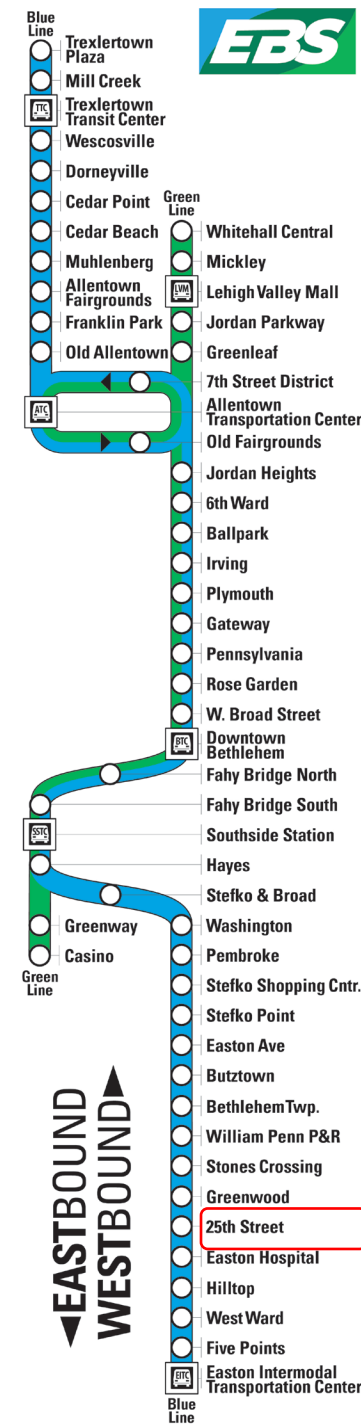 Blue
Line
EBS
Trexlertown
Plaza
Mill Creek
TTC
Trexlertown
Transit Center
Wescosville
Dorneyville
Cedar Point
Cedar Beach
Muhlenberg
Allentown
Fairgrounds
Franklin Park
Old Allentown
Green
Line
Whitehall Central
Mickley
LVM
Lehigh Valley Mall
Jordan Parkway
Greenleaf
7th Street District
ATC
Allentown
Transportation Center
Old Fairgrounds
Jordan Heights
6th Ward
Ballpark
Irving
Plymouth
Gateway
Pennsylvania
Rose Garden
W. Broad Street
BTC
Downtown
Bethlehem
Fahy Bridge North
Fahy Bridge South
SSTC
Southside Station
Hayes
Stefko & Broad
Greenway
Casino
Green
Line
Washington
Pembroke
Stefko Shopping Cntr.
Stefko Point
Easton Ave
Butztown
Bethlehem Twp.
William Penn P&R
Stones Crossing
Greenwood
25th Street
Easton Hospital
Hilltop
West Ward
Five Points
EITC
Easton Intermodal
Transportation Center
Blue
Line
EASTBOUND
WESTBOUND